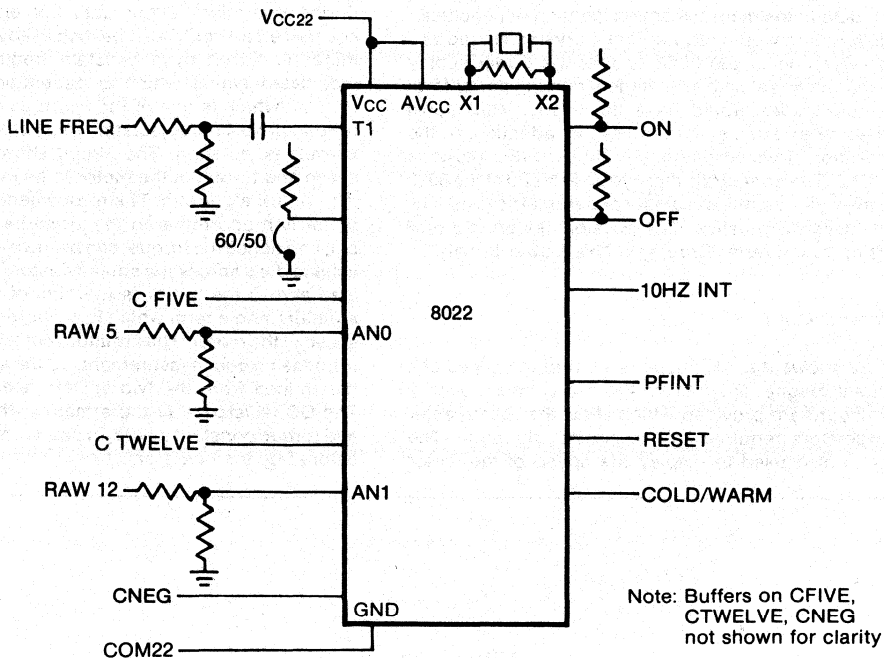 VCC22
VCC AVCC X1 X2
LINE FREQ
T1
ON
60/50
OFF
10HZ INT
C FIVE
8022
RAW 5
AN0
PFINT
C TWELVE
RESET
RAW 12
AN1
COLD/WARM
CNEG
GND
COM22
Note: Buffers on CFIVE,
CTWELVE, CNEG
not shown for clarity